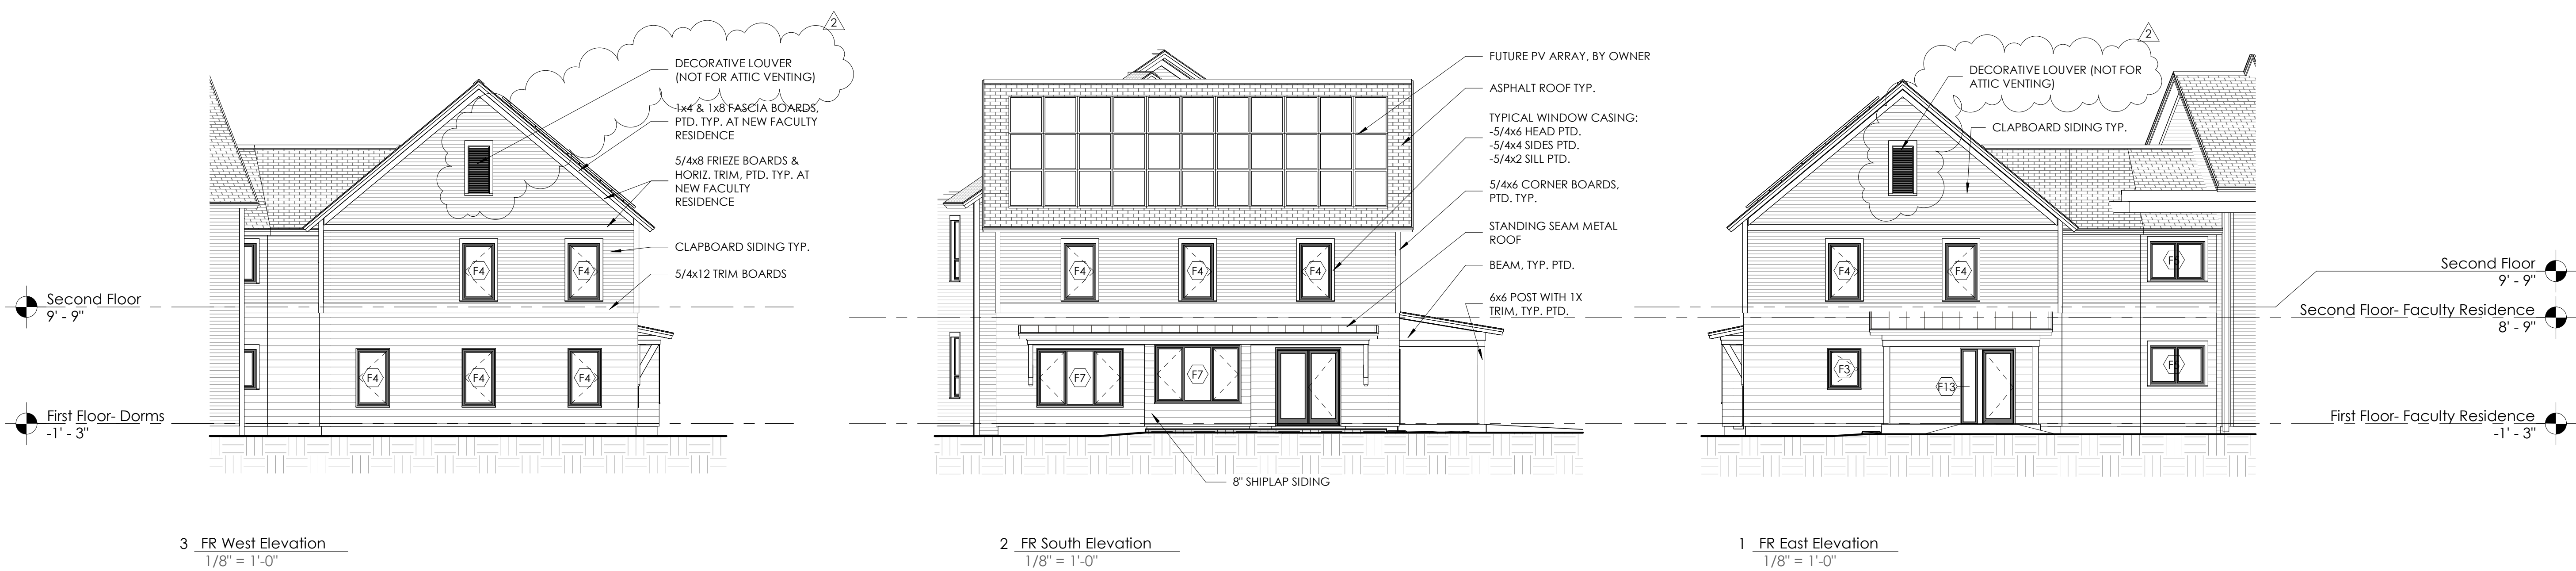 2
DECORATIVE LOUVER
(NOT FOR ATTIC VENTING)
1x4 & 1x8 FASCIA BOARDS,
PTD. TYP. AT NEW FACULTY
RESIDENCE
5/4x8 FRIEZE BOARDS &
HORIZ. TRIM, PTD. TYP. AT
NEW FACULTY
RESIDENCE
CLAPBOARD SIDING TYP.
5/4x12 TRIM BOARDS
F4
F4
F4
F4
F4
Second Floor
9' - 9"
First Floor- Dorms
-1' - 3"
3 FR West Elevation
1/8" = 1'-0"
FUTURE PV ARRAY, BY OWNER
ASPHALT ROOF TYP.
TYPICAL WINDOW CASING:
-5/4x6 HEAD PTD.
-5/4x4 SIDES PTD.
-5/4x2 SILL PTD.
5/4x6 CORNER BOARDS,
PTD. TYP.
STANDING SEAM METAL
ROOF
BEAM, TYP. PTD.
6x6 POST WITH 1X
TRIM, TYP. PTD.
F4
F4
F4
F7
F7
8" SHIPLAP SIDING
2 FR South Elevation
1/8" = 1'-0"
2
DECORATIVE LOUVER (NOT FOR
ATTIC VENTING)
CLAPBOARD SIDING TYP.
F4
F4
F5
F3
F13
F5
Second Floor
9' - 9"
Second Floor- Faculty Residence
8' - 9"
First Floor- Faculty Residence
-1' - 3"
1 FR East Elevation
1/8" = 1'-0"